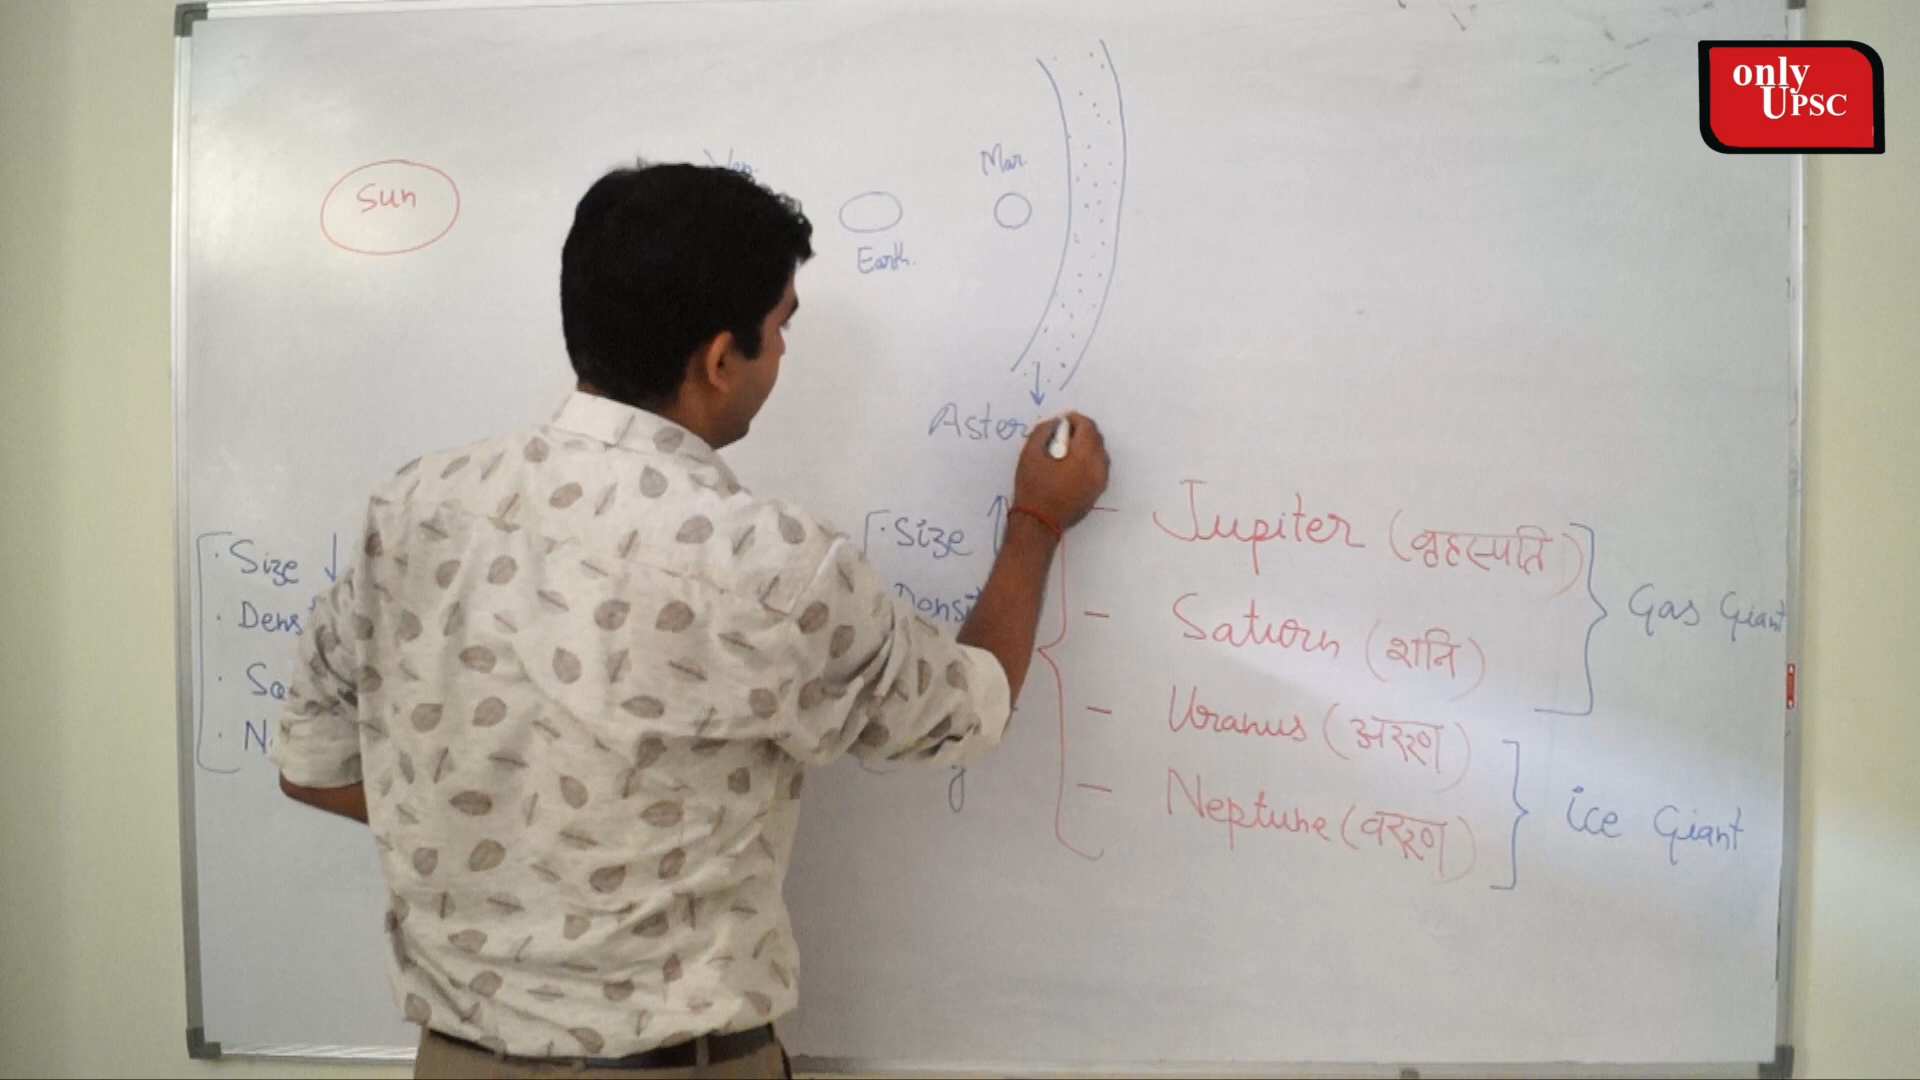 only
UPSC
Sun
Ven.
Mar.
Earth.
Aster
Size ↓
Size ↑
Jupiter (वृहस्पति)
Saturn (शनि)
Gas Giant
Uranus (अरुण)
Neptune (वरुण)
ice Giant